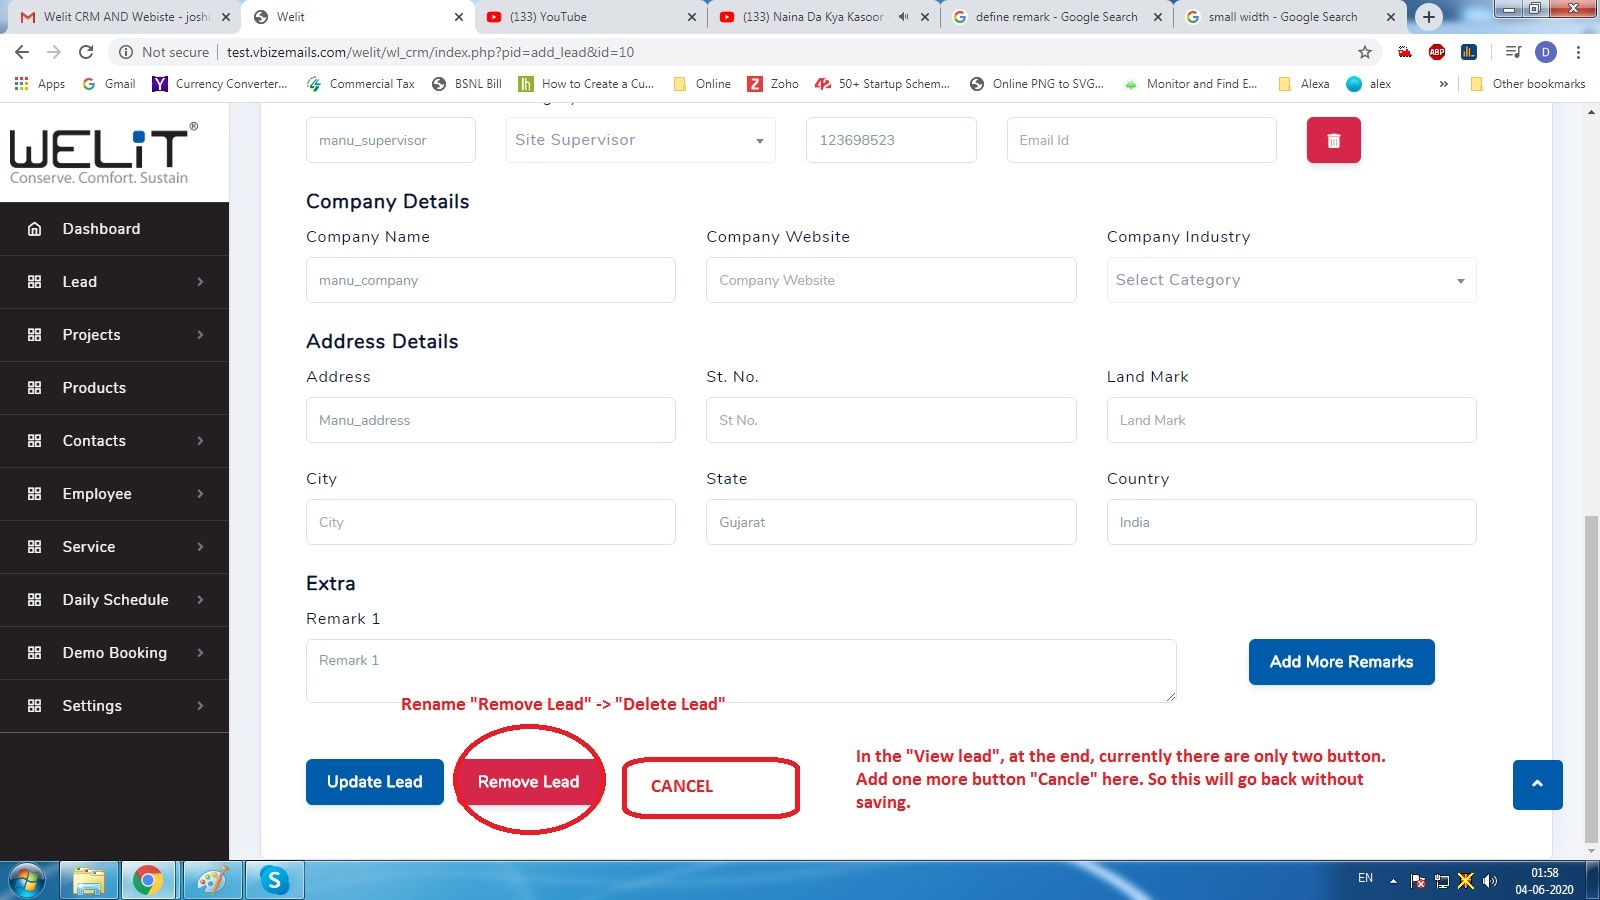 Welit CRM AND Webiste - joshi
Welit
(133) YouTube
(133) Naina Da Kya Kasoor
define remark - Google Search
small width - Google Search
Not secure
test.vbizemails.com/welit/wl_crm/index.php?pid=add_lead&id=10
ABP
D
Apps
Gmail
Currency Converter...
Commercial Tax
BSNL Bill
How to Create a Cu...
Online
Zoho
50+ Startup Schem...
Online PNG to SVG...
Monitor and Find E...
Alexa
alex
»
Other bookmarks
WELiT®
Conserve. Comfort. Sustain
Dashboard
Lead
Projects
Products
Contacts
Employee
Service
Daily Schedule
Demo Booking
Settings
manu_supervisor
Site Supervisor
123698523
Email Id
Company Details
Company Name
Company Website
Company Industry
manu_company
Company Website
Select Category
Address Details
Address
St. No.
Land Mark
Manu_address
St No.
Land Mark
City
State
Country
City
Gujarat
India
Extra
Remark 1
Remark 1
Add More Remarks
Rename "Remove Lead" -> "Delete Lead"
Update Lead
Remove Lead
CANCEL
In the "View lead", at the end, currently there are only two button.
Add one more button "Cancle" here. So this will go back without
saving.
EN
01:58
04-06-2020